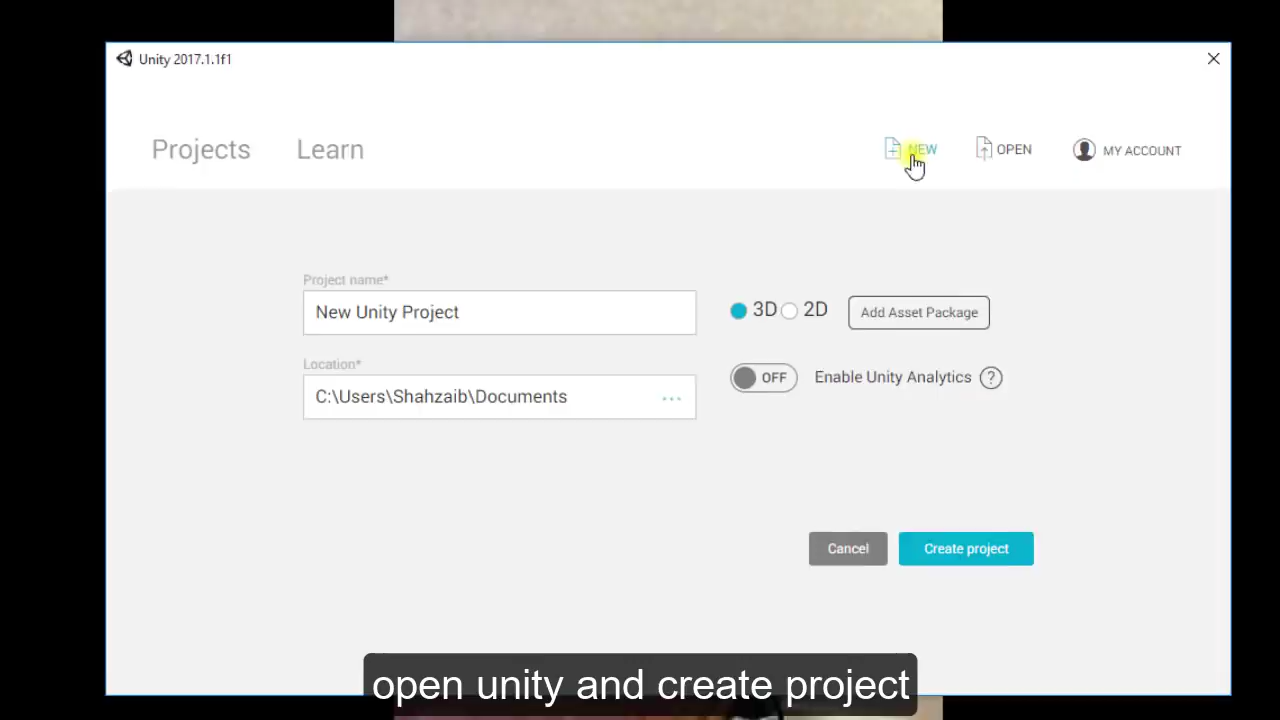 Unity 2017.1.1f1
Projects Learn NEW OPEN MY ACCOUNT
Project name*
New Unity Project 3D 2D Add Asset Package
Location*
C:\Users\Shahzaib\Documents ... OFF Enable Unity Analytics ?
Cancel Create project
open unity and create project